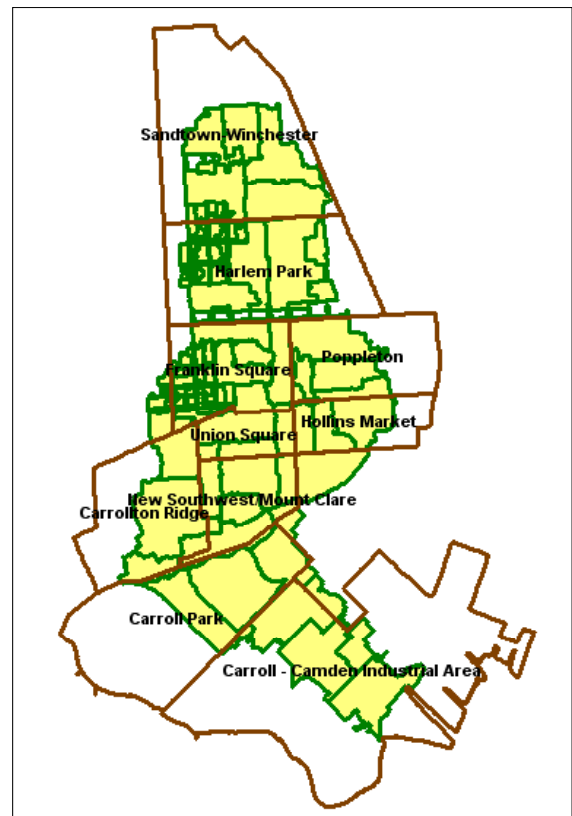 Sandtown-Winchester
Harlem Park
Poppleton
Franklin Square
Hollins Market
Union Square
New Southwest/Mount Clare
Carrollton Ridge
Carroll Park
Carroll - Camden Industrial Area